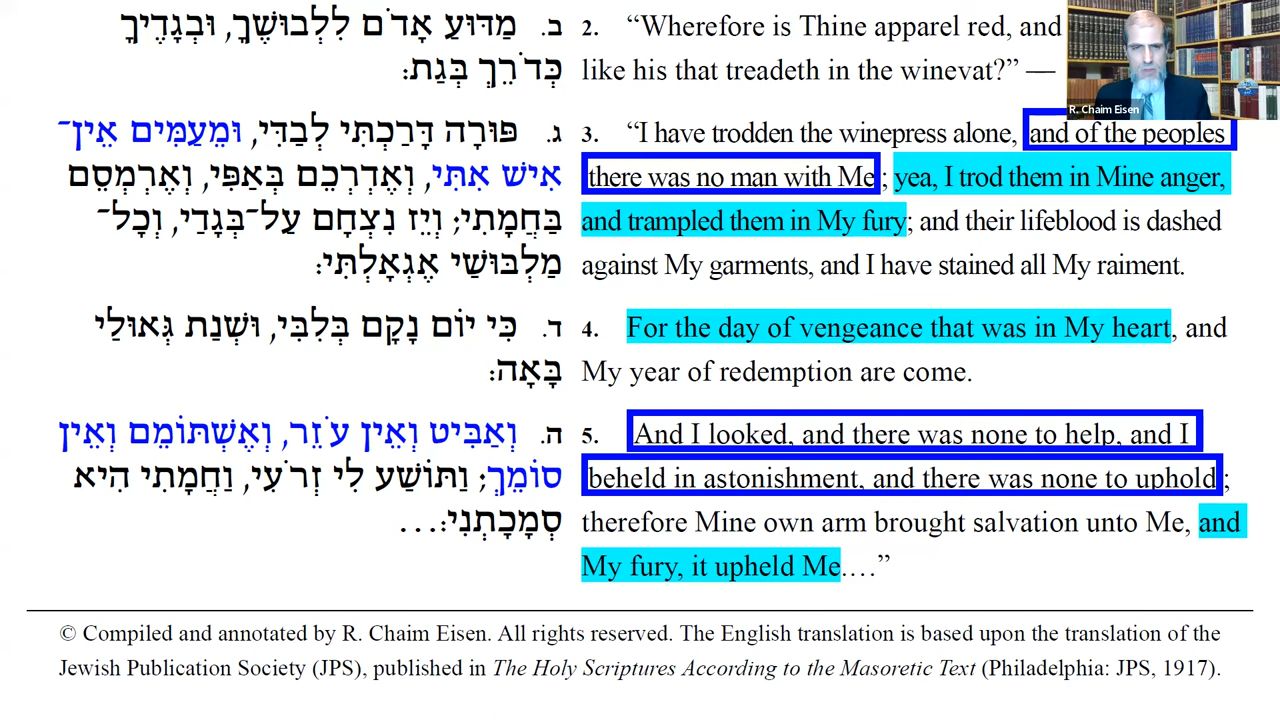 ב. מַדּוּעַ אָדֹם לִלְבוּשֶׁךָ, וּבְגָדֶיךָ
כְּדֹרֵךְ בְּגַת:
ג. פּוּרָה דָּרַכְתִּי לְבַדִּי, וּמֵעַמִּים אֵין־
אִישׁ אִתִּי, וְאֶדְרְכֵם בְּאַפִּי, וְאֶרְמְסֵם
בַּחֲמָתִי; וְיֵז נִצְחָם עַל־בְּגָדַי, וְכָל־
מַלְבּוּשַׁי אֶגְאָלְתִּי:
ד. כִּי יוֹם נָקָם בְּלִבִּי, וּשְׁנַת גְּאוּלַי
בָּאָה:
ה. וְאַבִּיט וְאֵין עֹזֵר, וְאֶשְׁתּוֹמֵם וְאֵין
סוֹמֵךְ; וַתּוֹשַׁע לִי זְרֹעִי, וַחֲמָתִי הִיא
סְמָכָתְנִי:...
2. “Wherefore is Thine apparel red, and
like his that treadeth in the winevat?” —
3. “I have trodden the winepress alone, and of the peoples
there was no man with Me; yea, I trod them in Mine anger,
and trampled them in My fury; and their lifeblood is dashed
against My garments, and I have stained all My raiment.
4. For the day of vengeance that was in My heart, and
My year of redemption are come.
5. And I looked, and there was none to help, and I
beheld in astonishment, and there was none to uphold;
therefore Mine own arm brought salvation unto Me, and
My fury, it upheld Me….”
R. Chaim Eisen
© Compiled and annotated by R. Chaim Eisen. All rights reserved. The English translation is based upon the translation of the
Jewish Publication Society (JPS), published in The Holy Scriptures According to the Masoretic Text (Philadelphia: JPS, 1917).